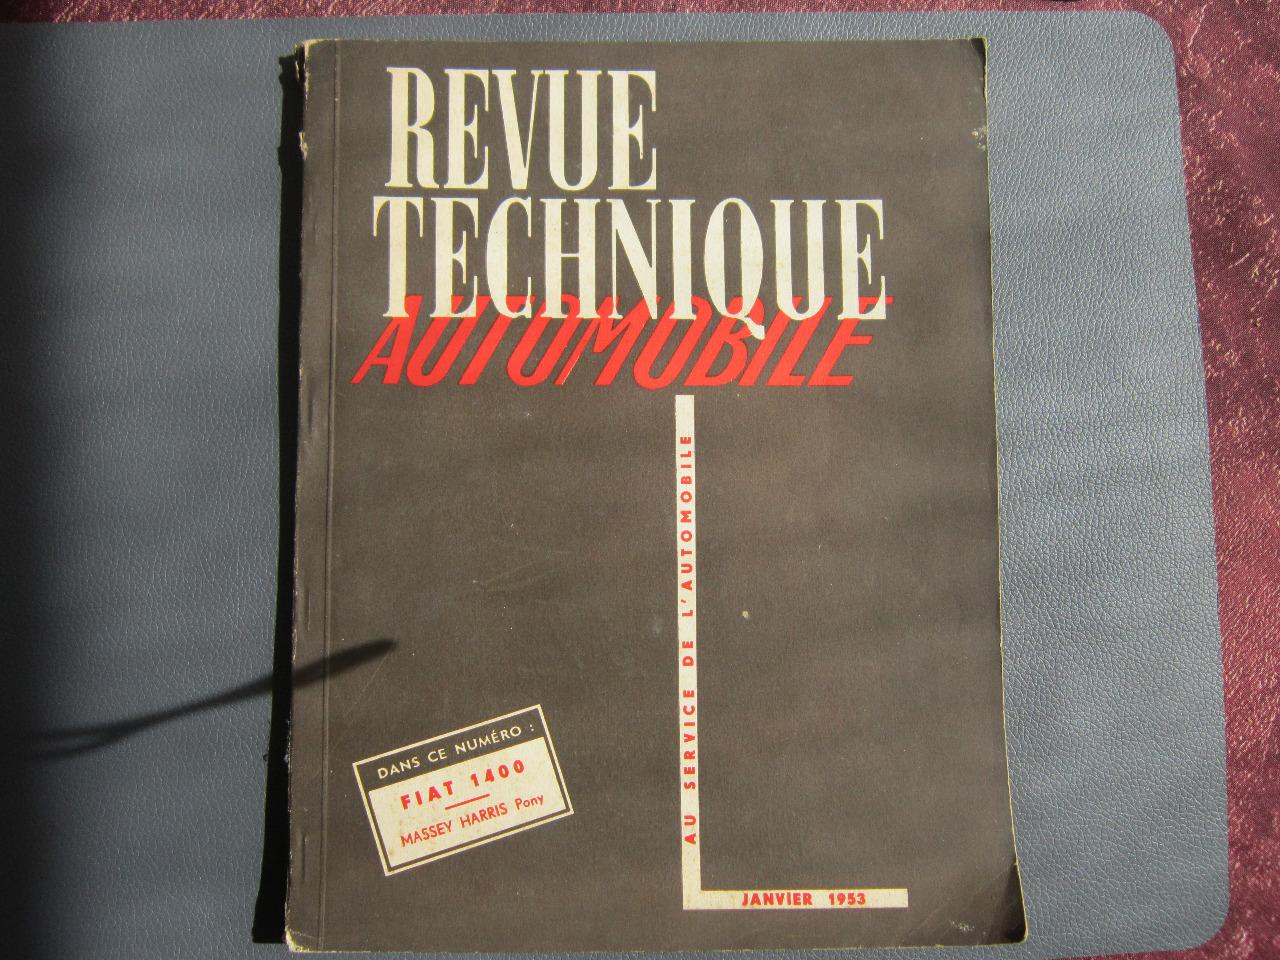 REVUE
TECHNIQUE
AUTOMOBILE
AU SERVICE DE L'AUTOMOBILE
DANS CE NUMÉRO :
FIAT 1400
MASSEY HARRIS Pony
JANVIER 1953